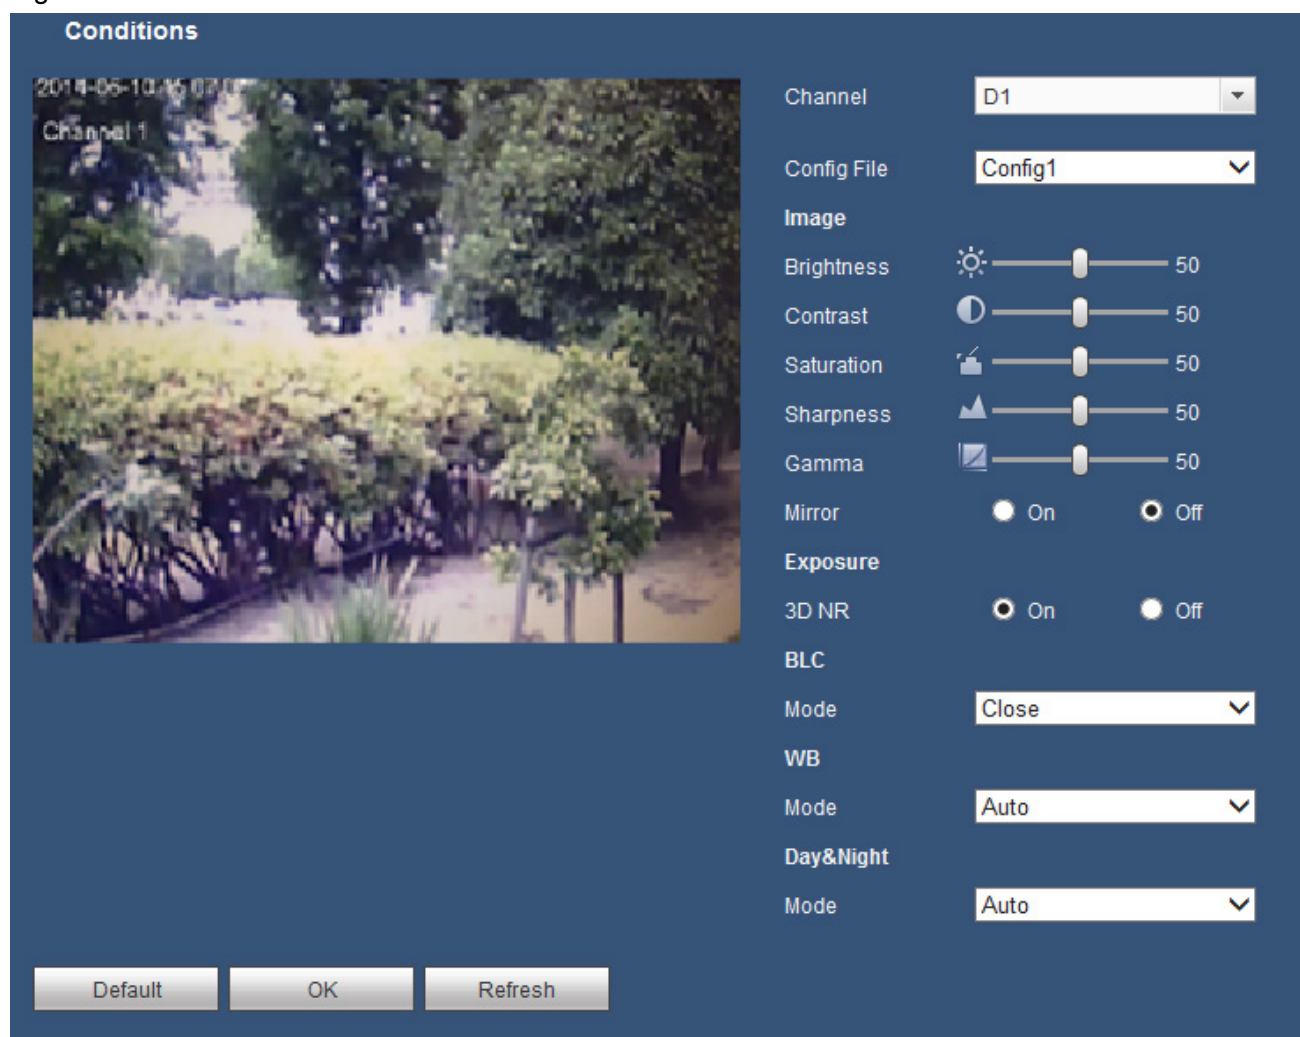 Conditions
Channel 1
Channel D1
Config File Config1
Image
Brightness 50
Contrast 50
Saturation 50
Sharpness 50
Gamma 50
Mirror On Off
Exposure
3D NR On Off
BLC
Mode Close
WB
Mode Auto
Day&Night
Mode Auto
Default OK Refresh